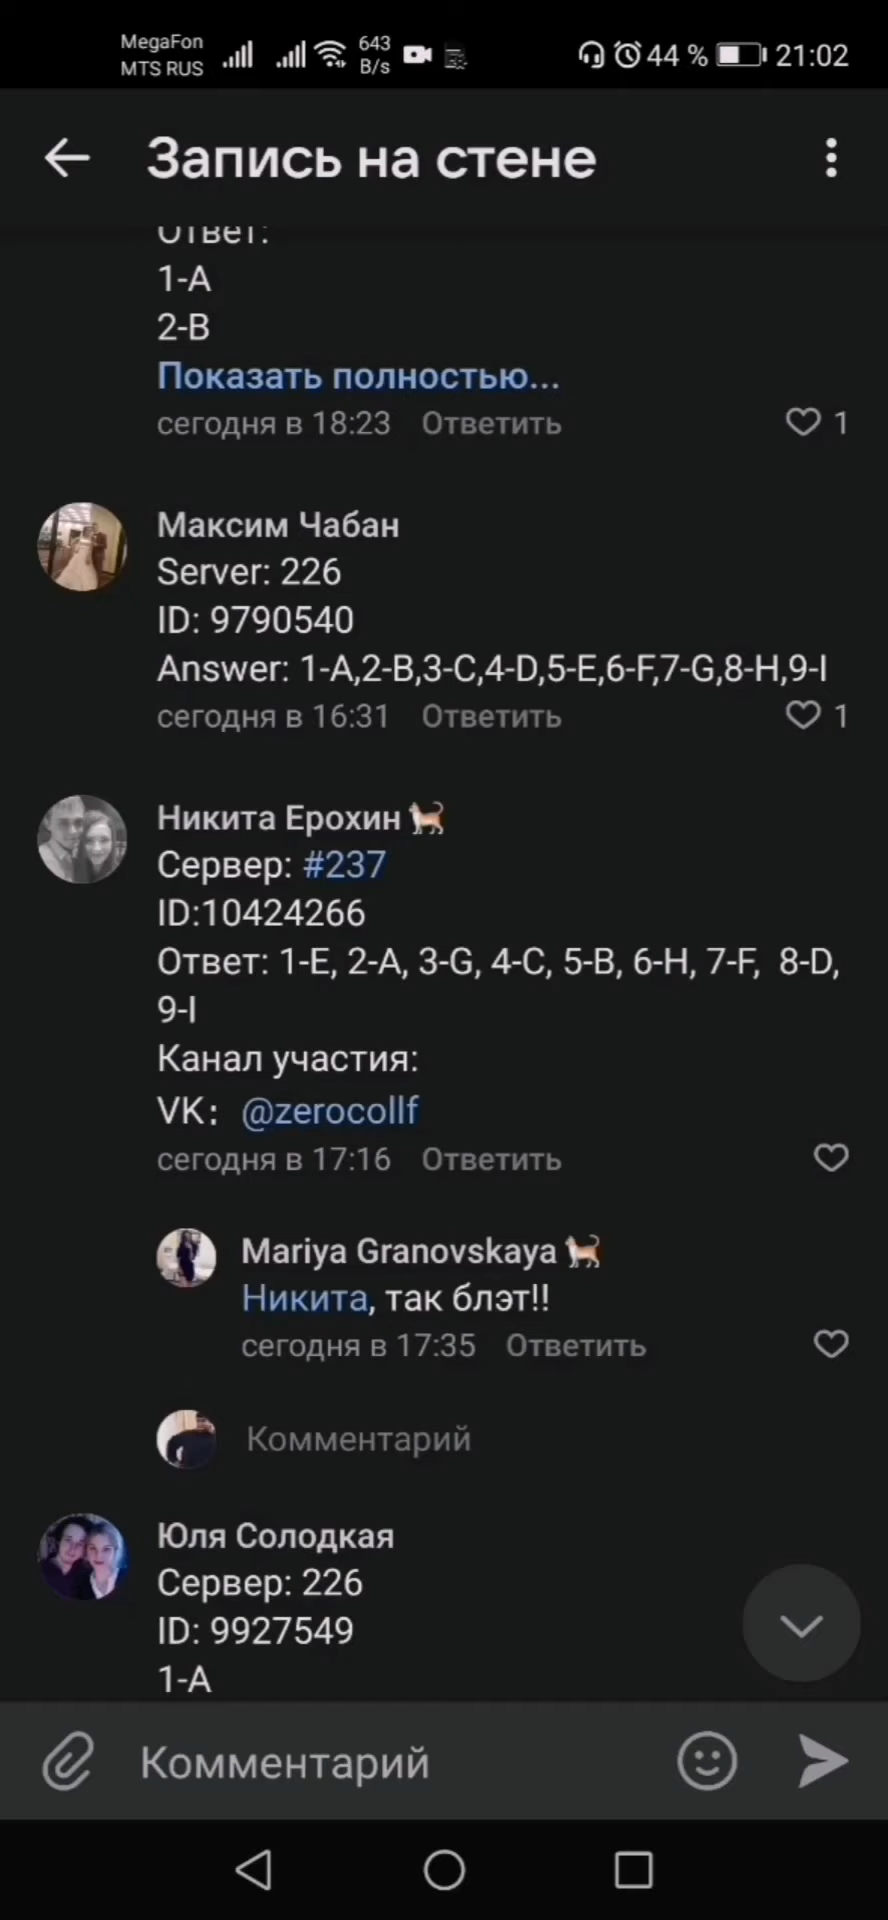 MegaFon
MTS RUS
643
B/s
44 %
21:02
Запись на стене
Ответ:
1-A
2-B
Показать полностью...
сегодня в 18:23 Ответить 1
Максим Чабан
Server: 226
ID: 9790540
Answer: 1-A,2-B,3-C,4-D,5-E,6-F,7-G,8-H,9-I
сегодня в 16:31 Ответить 1
Никита Ерохин
Сервер: #237
ID:10424266
Ответ: 1-E, 2-A, 3-G, 4-C, 5-B, 6-H, 7-F, 8-D,
9-I
Канал участия:
VK: @zerocollf
сегодня в 17:16 Ответить
Mariya Granovskaya
Никита, так блэт!!
сегодня в 17:35 Ответить
Комментарий
Юля Солодкая
Сервер: 226
ID: 9927549
1-A
Комментарий